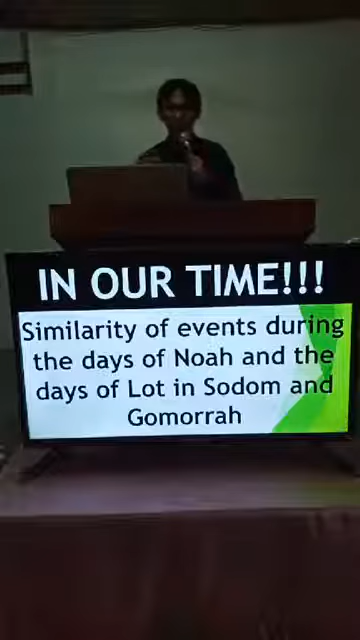 IN OUR TIME!!!
Similarity of events during
the days of Noah and the
days of Lot in Sodom and
Gomorrah